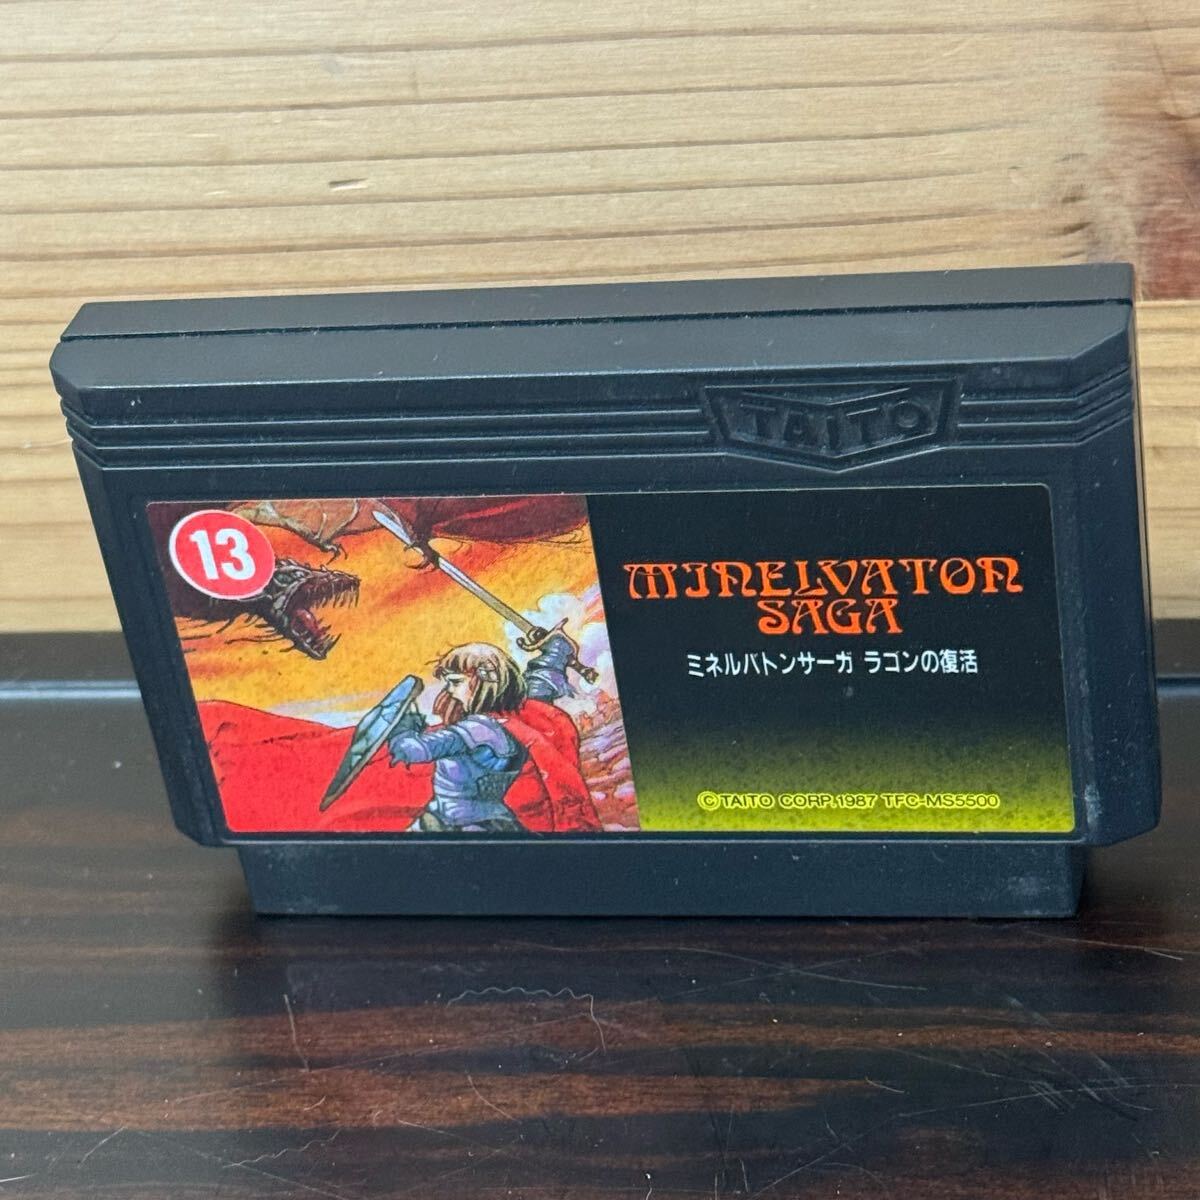 TAITO
13
MINELVATON
SAGA
ミネルバトンサーガ ラゴンの復活
©TAITO CORP.1987 TFC-MS5500